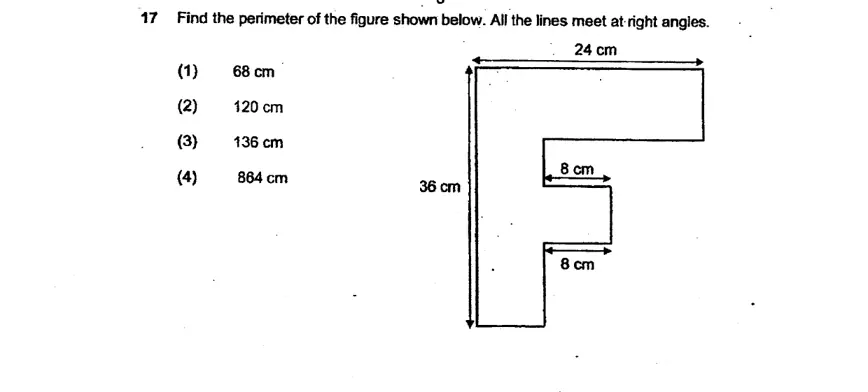 17 Find the perimeter of the figure shown below. All the lines meet at right angles.
24 cm
(1) 68 cm
(2) 120 cm
(3) 136 cm
(4) 864 cm
8 cm
36 cm
8 cm